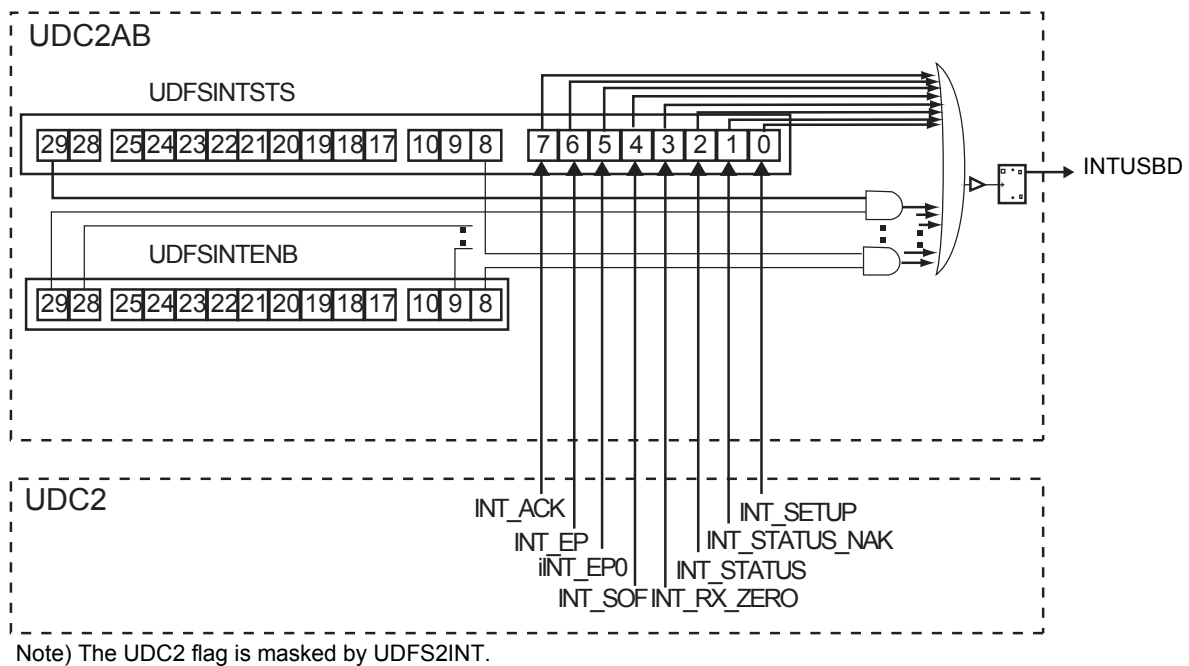 UDC2AB
UDFSINTSTS
29 28 25 24 23 22 21 20 19 18 17 10 9 8 7 6 5 4 3 2 1 0
INTUSBD
UDFSINTENB
29 28 25 24 23 22 21 20 19 18 17 10 9 8
UDC2
INT_ACK
INT_SETUP
INT_EP
INT_STATUS_NAK
iINT_EP0
INT_STATUS
INT_SOF
INT_RX_ZERO
Note) The UDC2 flag is masked by UDFS2INT.